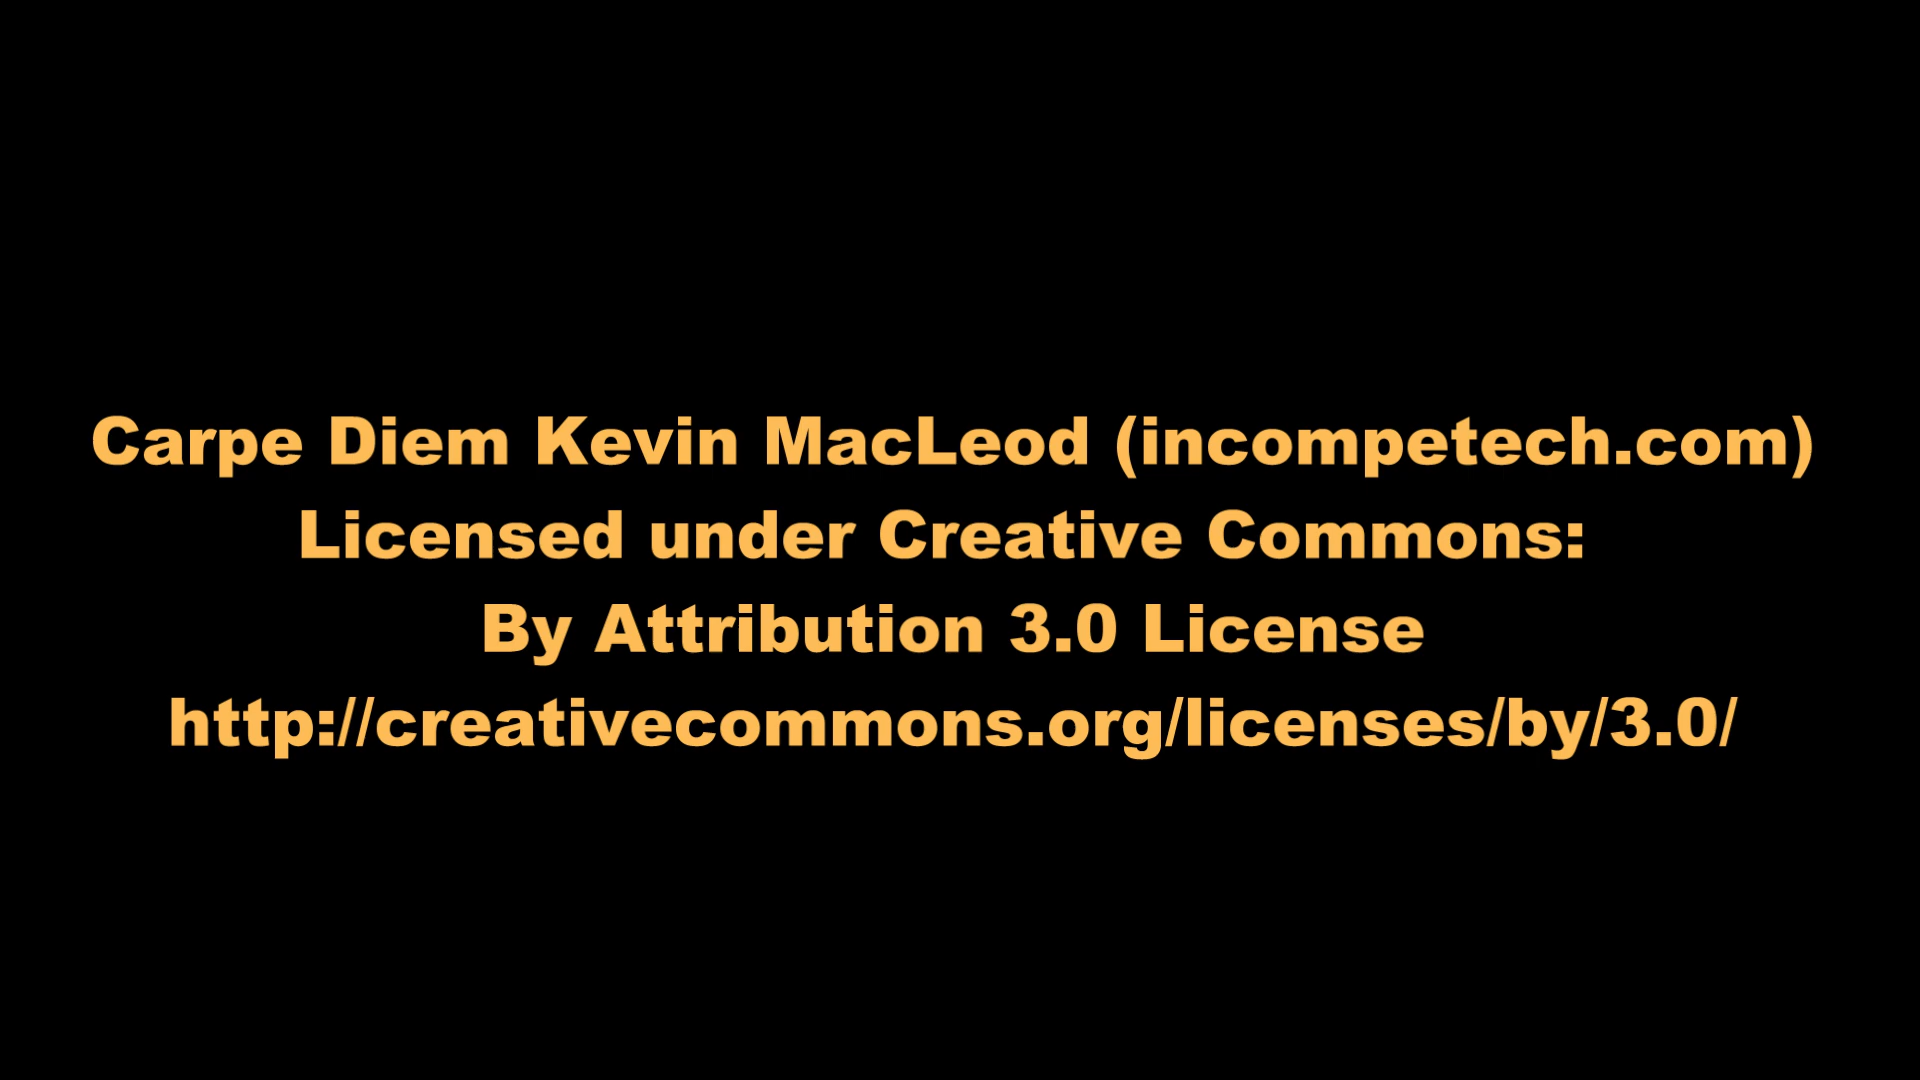 Carpe Diem Kevin MacLeod (incompetech.com)
Licensed under Creative Commons:
By Attribution 3.0 License
http://creativecommons.org/licenses/by/3.0/